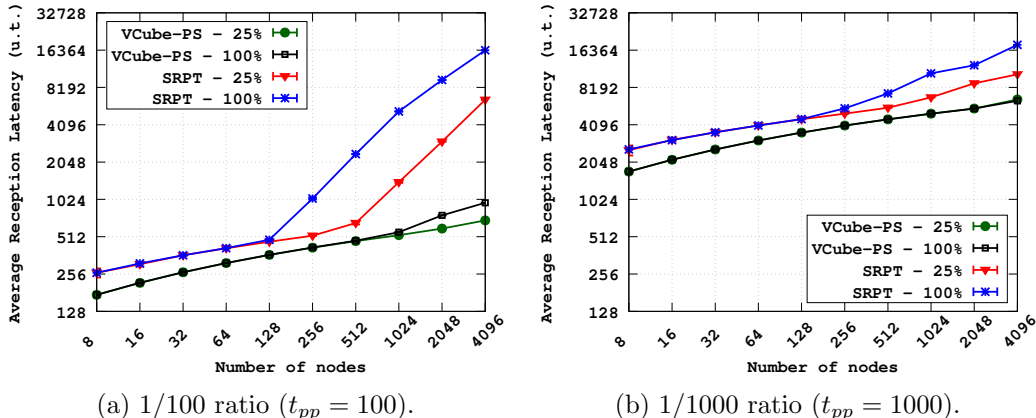 32728
16384
8192
4096
2048
1024
512
256
128
8
16
32
64
128
256
512
1024
2048
4096
Average Reception Latency (u.t.)
Number of nodes
VCube-PS - 25%
VCube-PS - 100%
SRPT - 25%
SRPT - 100%
(a) 1/100 ratio (t_pp = 100).
32728
16364
8192
4096
2048
1024
512
256
128
8
16
32
64
128
256
512
1024
2048
4096
Average Reception Latency (u.t.)
Number of nodes
VCube-PS - 25%
VCube-PS - 100%
SRPT - 25%
SRPT - 100%
(b) 1/1000 ratio (t_pp = 1000).